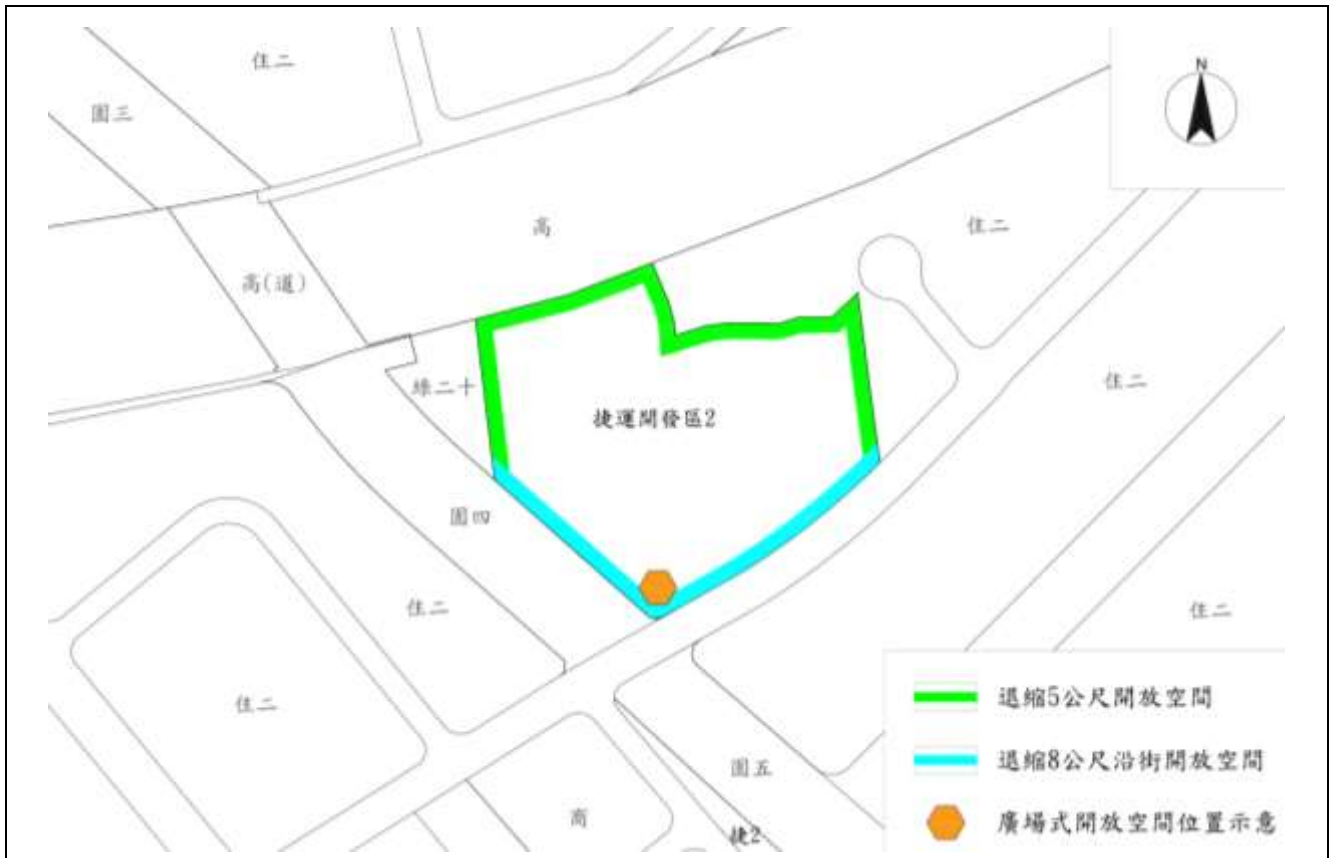 住二
園三
N
高
住二
高(道)
綠二十
捷運開發區2
住二
園四
住二
住二
住二
園五
商
捷2
退縮5公尺開放空間
退縮8公尺沿街開放空間
廣場式開放空間位置示意